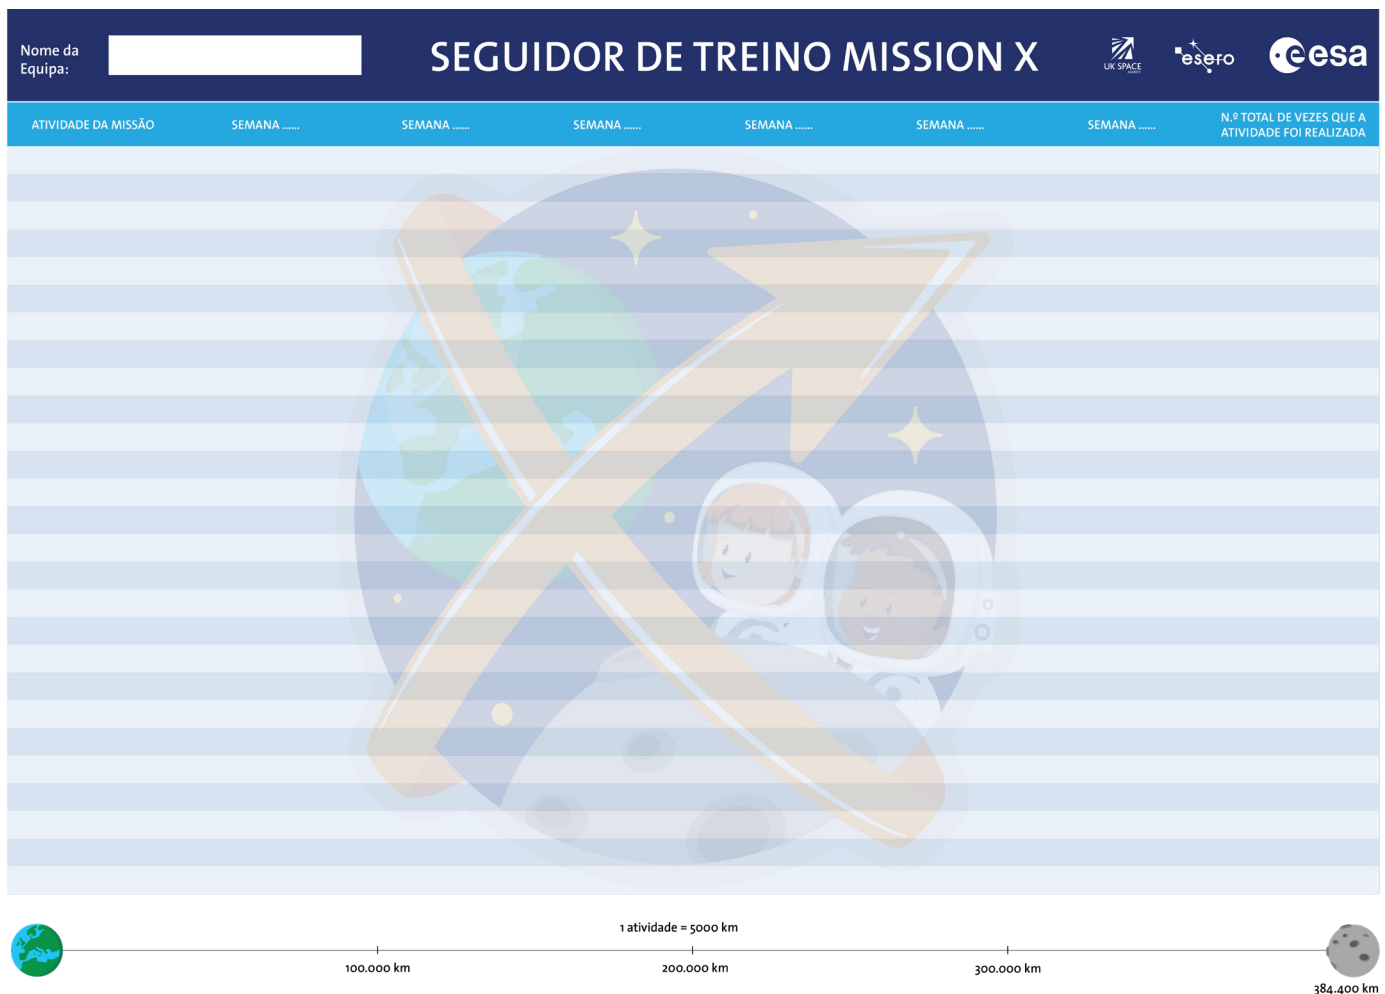 Nome da
Equipa:
SEGUIDOR DE TREINO MISSION X
UK SPACE
AGENCY
esero
esa
ATIVIDADE DA MISSÃO
SEMANA ......
SEMANA ......
SEMANA ......
SEMANA ......
SEMANA ......
SEMANA ......
N.º TOTAL DE VEZES QUE A
ATIVIDADE FOI REALIZADA
1 atividade = 5000 km
100.000 km
200.000 km
300.000 km
384.400 km